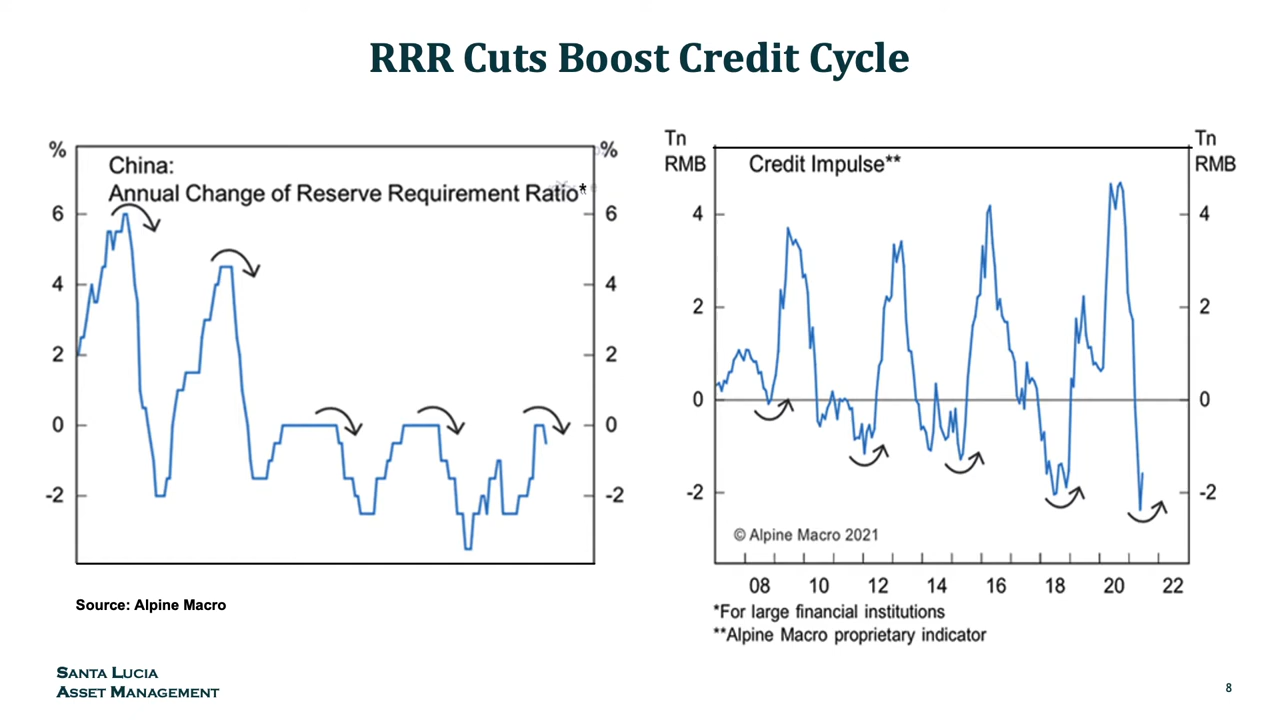 RRR Cuts Boost Credit Cycle
%
%
China:
Annual Change of Reserve Requirement Ratio*
6
4
2
0
-2
6
4
2
0
-2
Source: Alpine Macro
Tn
RMB
Tn
RMB
Credit Impulse**
4
2
0
-2
4
2
0
-2
© Alpine Macro 2021
08 10 12 14 16 18 20 22
*For large financial institutions
**Alpine Macro proprietary indicator
SANTA LUCIA
ASSET MANAGEMENT
8